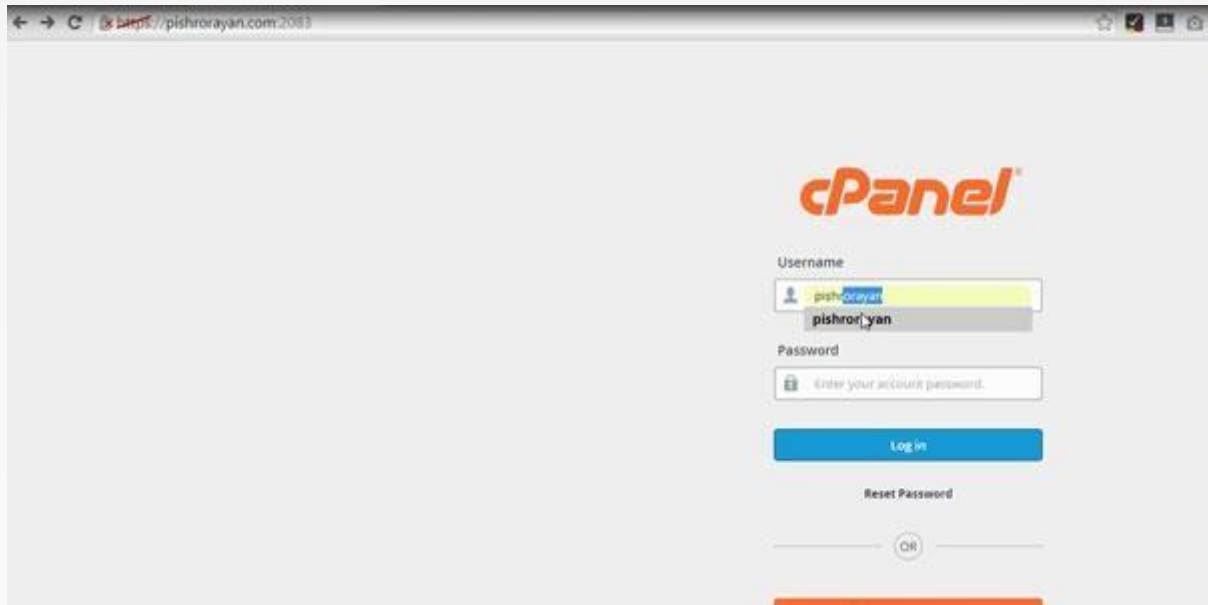 https://pishrorayan.com:2083
cPanel®
Username
pishrorayan
pishrorayan
Password
Enter your account password.
Log in
Reset Password
OR